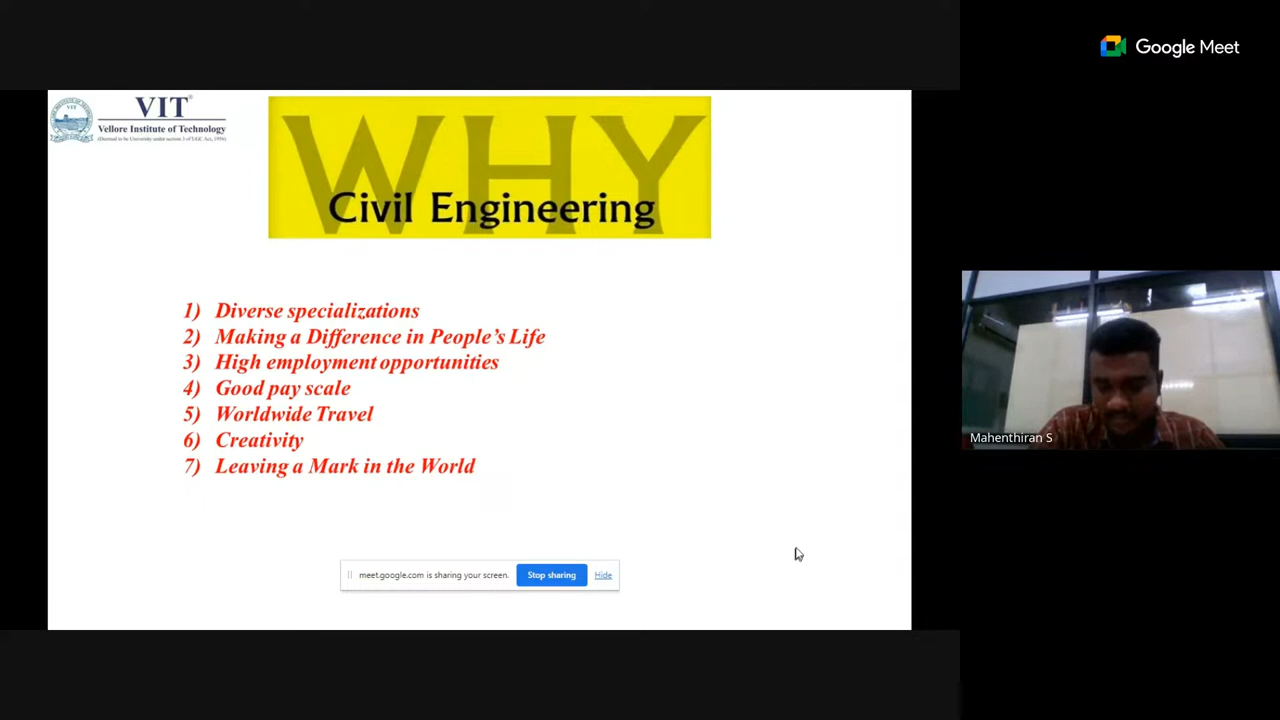 Google Meet
VIT
Vellore Institute of Technology
(Deemed to be University under section 3 of UGC Act, 1956)
WHY
Civil Engineering
1) Diverse specializations
2) Making a Difference in People's Life
3) High employment opportunities
4) Good pay scale
5) Worldwide Travel
6) Creativity
7) Leaving a Mark in the World
Mahenthiran S
meet.google.com is sharing your screen.
Stop sharing
Hide